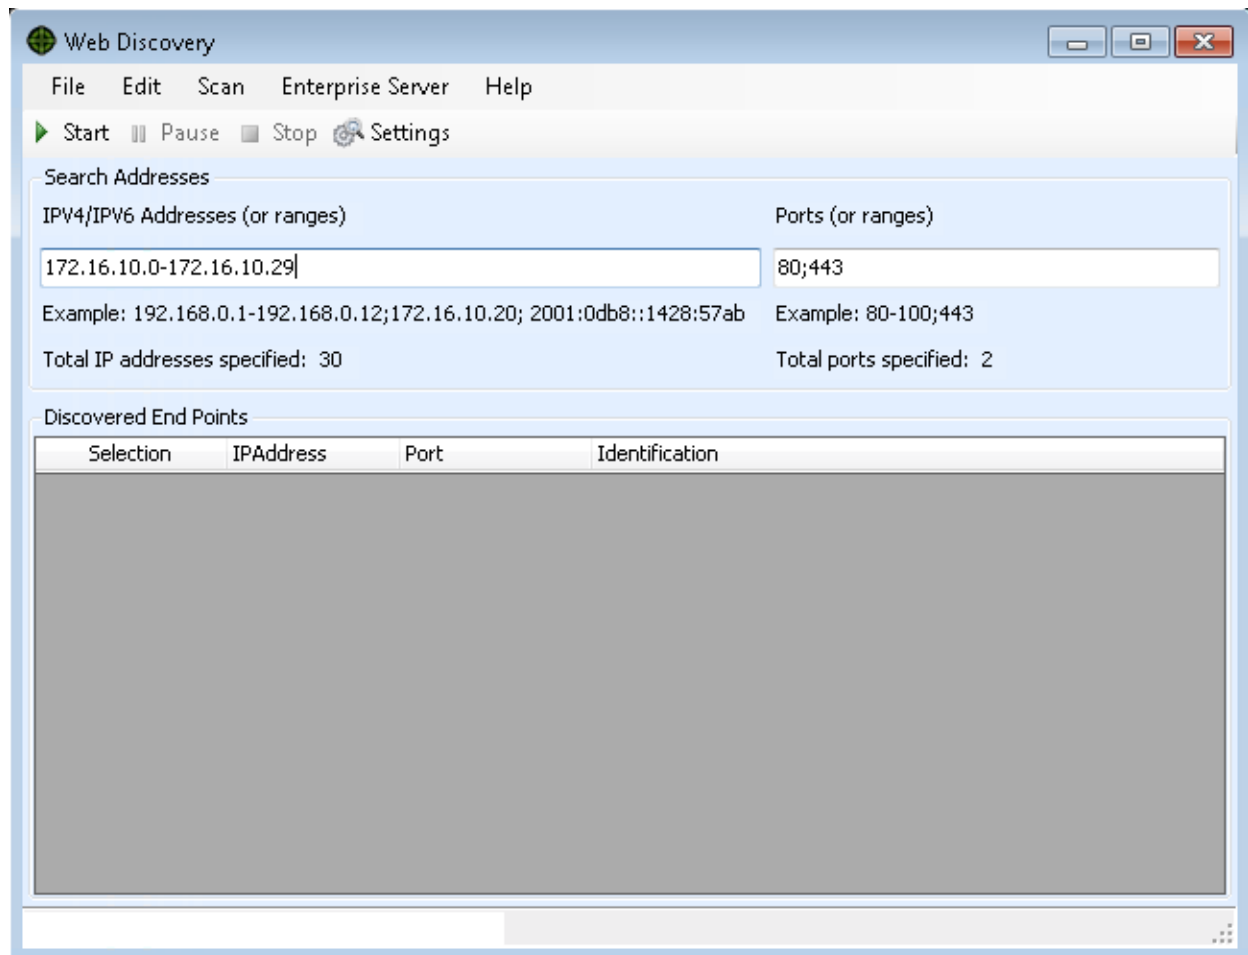 Web Discovery
File Edit Scan Enterprise Server Help
Start Pause Stop Settings
Search Addresses
IPV4/IPV6 Addresses (or ranges) Ports (or ranges)
172.16.10.0-172.16.10.29 80;443
Example: 192.168.0.1-192.168.0.12;172.16.10.20; 2001:0db8::1428:57ab Example: 80-100;443
Total IP addresses specified: 30 Total ports specified: 2
Discovered End Points
Selection IPAddress Port Identification